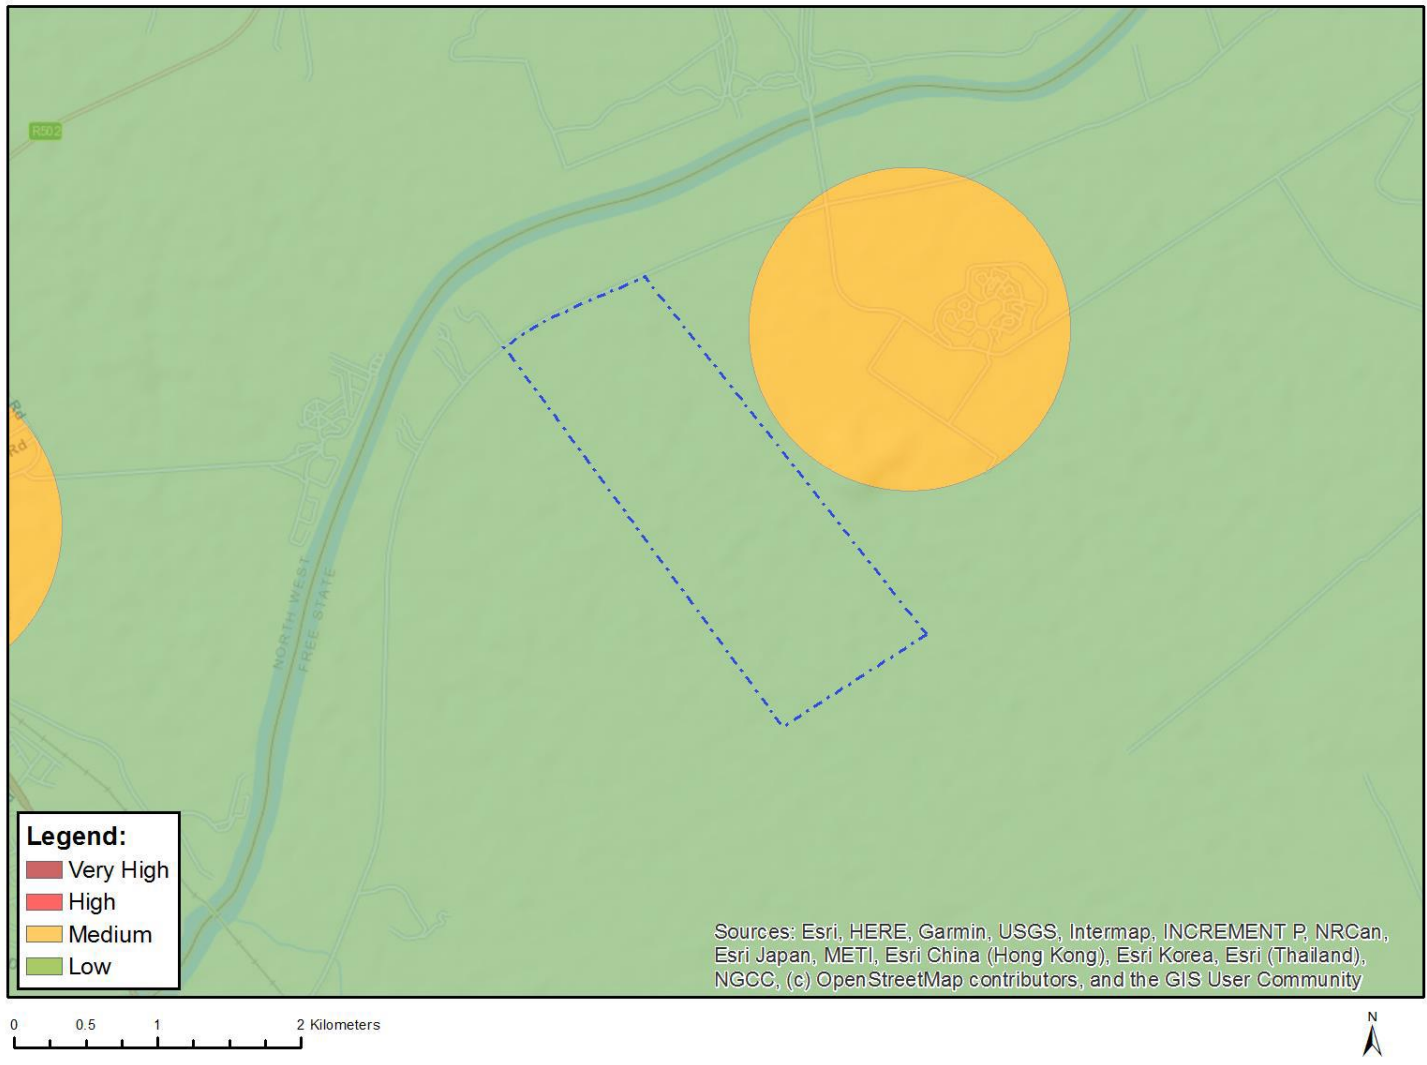 R502
Rd
Rd
NORTH WEST
FREE STATE
Legend:
Very High
High
Medium
Low
Sources: Esri, HERE, Garmin, USGS, Intermap, INCREMENT P, NRCan,
Esri Japan, METI, Esri China (Hong Kong), Esri Korea, Esri (Thailand),
NGCC, (c) OpenStreetMap contributors, and the GIS User Community
0 0.5 1 2 Kilometers
N